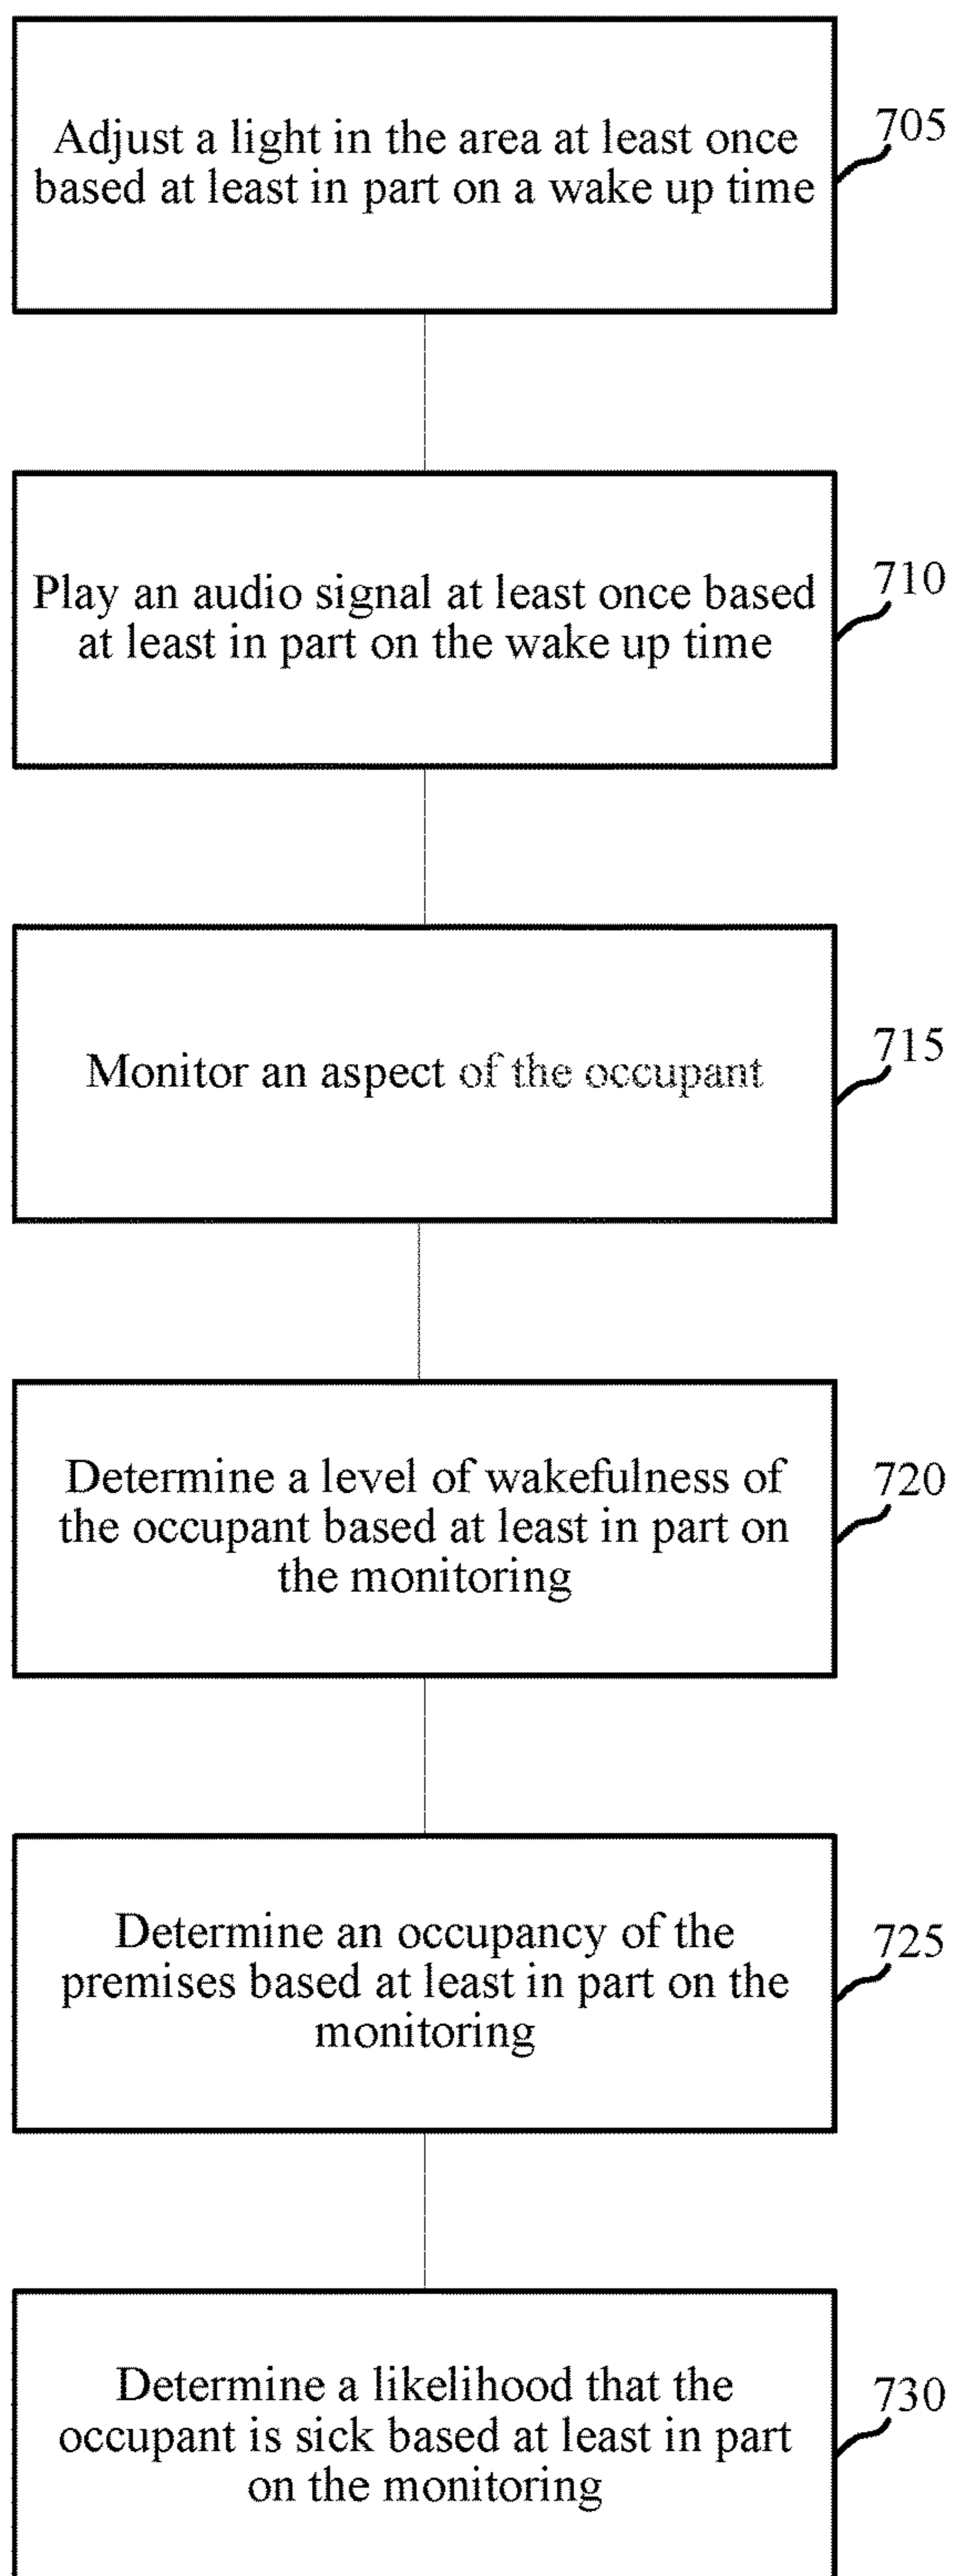 Adjust a light in the area at least once
based at least in part on a wake up time
705
Play an audio signal at least once based
at least in part on the wake up time
710
Monitor an aspect of the occupant
715
Determine a level of wakefulness of
the occupant based at least in part on
the monitoring
720
Determine an occupancy of the
premises based at least in part on the
monitoring
725
Determine a likelihood that the
occupant is sick based at least in part
on the monitoring
730